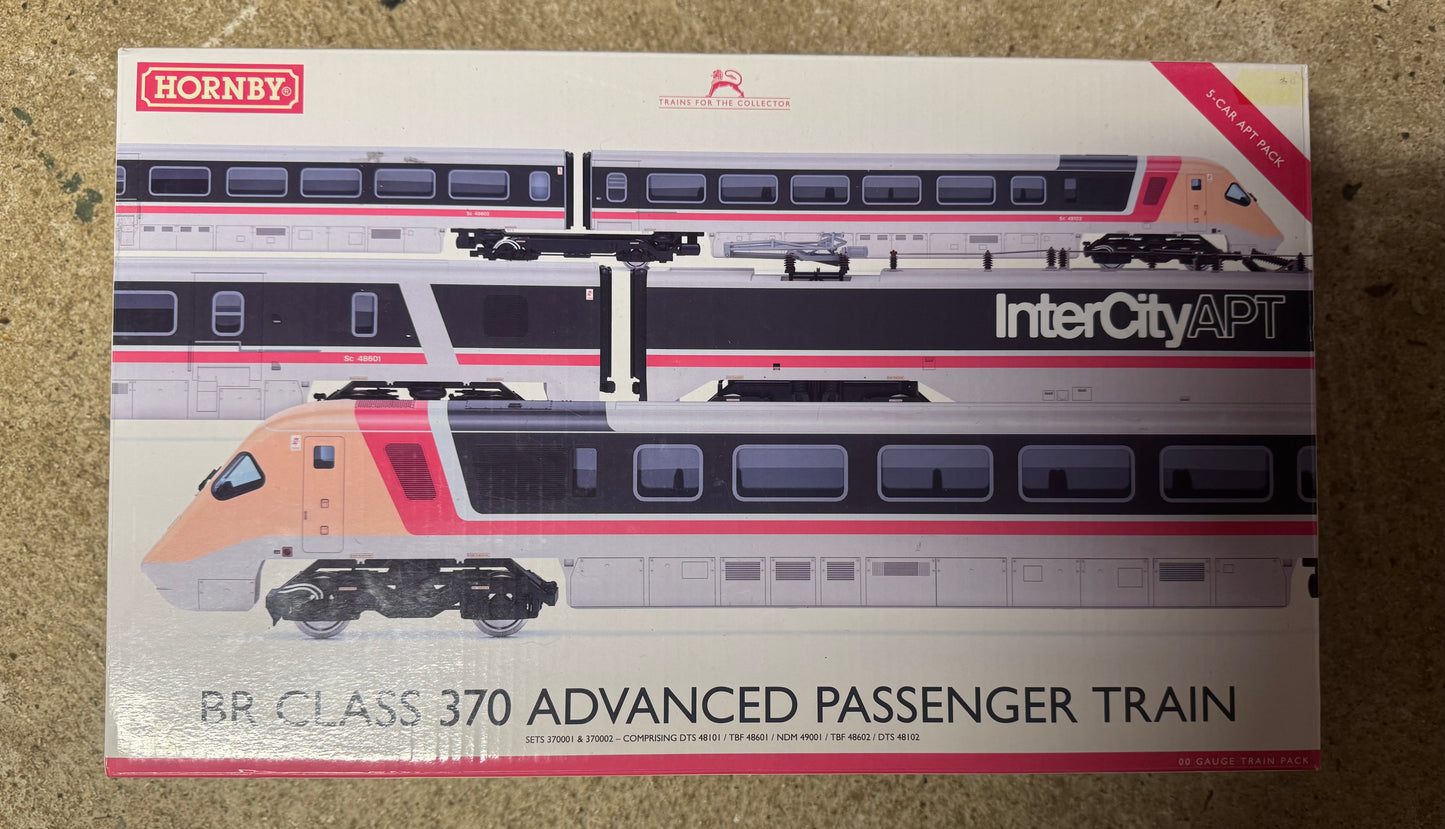 HORNBY®
TRAINS FOR THE COLLECTOR
5-CAR APT PACK
Sc 48602
Sc 48102
InterCityAPT
Sc 48601
BR CLASS 370 ADVANCED PASSENGER TRAIN
SETS 370001 & 370002 – COMPRISING DTS 48101 / TBF 48601 / NDM 49001 / TBF 48602 / DTS 48102
00 GAUGE TRAIN PACK